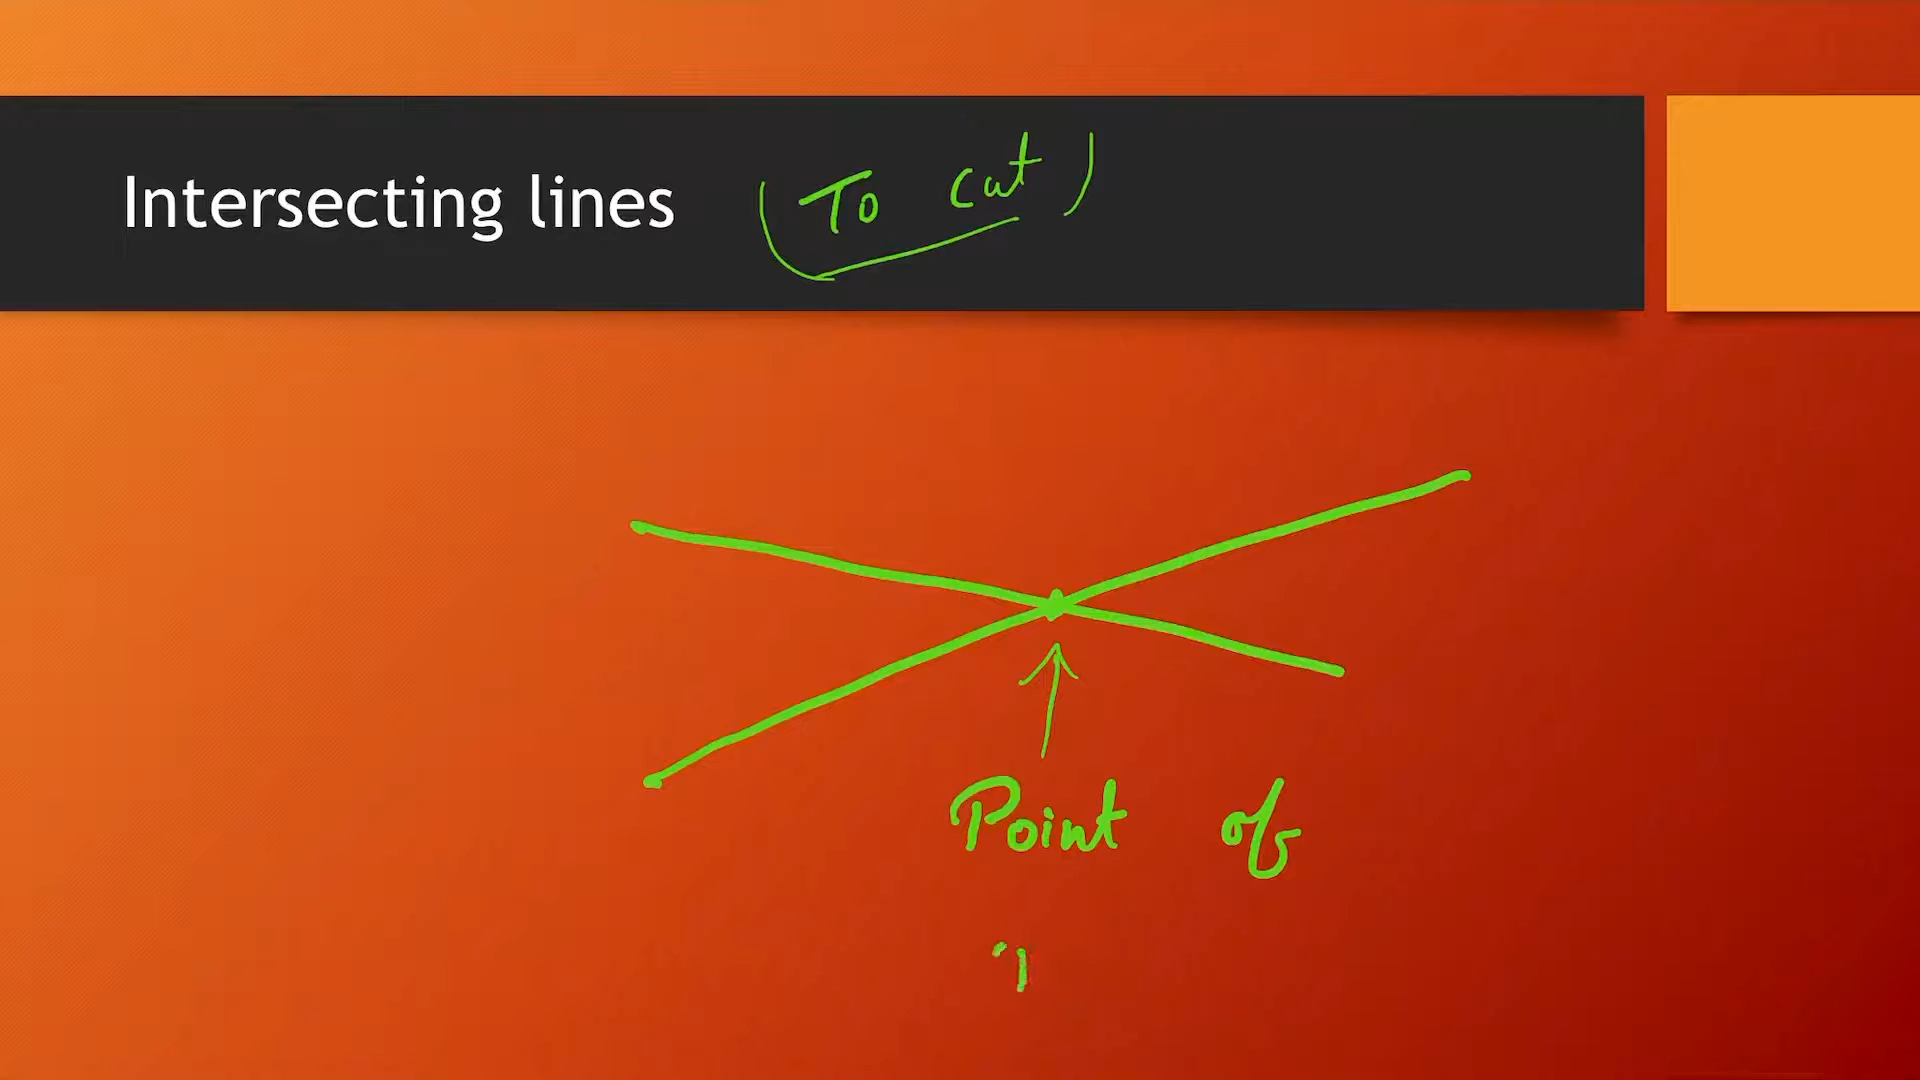 Intersecting lines (To cut)
Point of